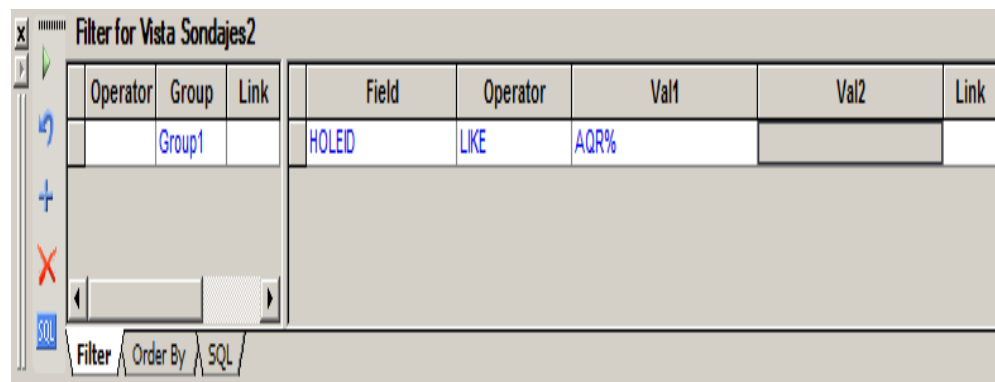 Filter for Vista Sondajes2
Operator Group Link Field Operator Val1 Val2 Link
Group1 HOLEID LIKE AQR%
SQL
Filter Order By SQL